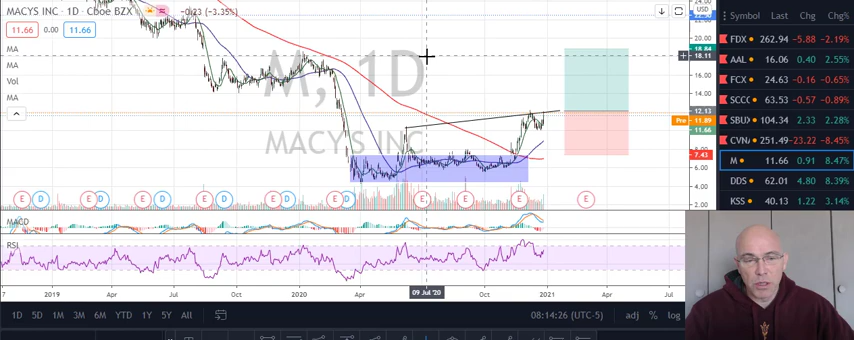 MACYS INC · 1D · Cboe BZX -0.23 (−3.35%)
11.66 0.00 11.66
MA
MA
Vol
MA
M, 1D
MACYS INC
24.00
USD
22.50
18.84
18.11
16.00
14.00
12.13
Pre 11.89
11.66
8.00
7.43
6.00
4.00
2.00
E D E D E D E D E D E D E E E E
MACD
RSI
7 2019 Apr Jul Oct 2020 Apr 09 Jul '20 Oct 2021 Apr Jul
1D 5D 1M 3M 6M YTD 1Y 5Y All 08:14:26 (UTC-5) adj % log
Symbol Last Chg Chg%
FDX 262.94 -5.88 -2.19%
AAL 16.06 0.40 2.55%
FCX 24.63 -0.16 -0.65%
SCCO 63.53 -0.57 -0.89%
SBUX 104.34 2.33 2.28%
CVNA 251.49 -23.22 -8.45%
M 11.66 0.91 8.47%
DDS 62.01 4.80 8.39%
KSS 40.13 1.22 3.14%